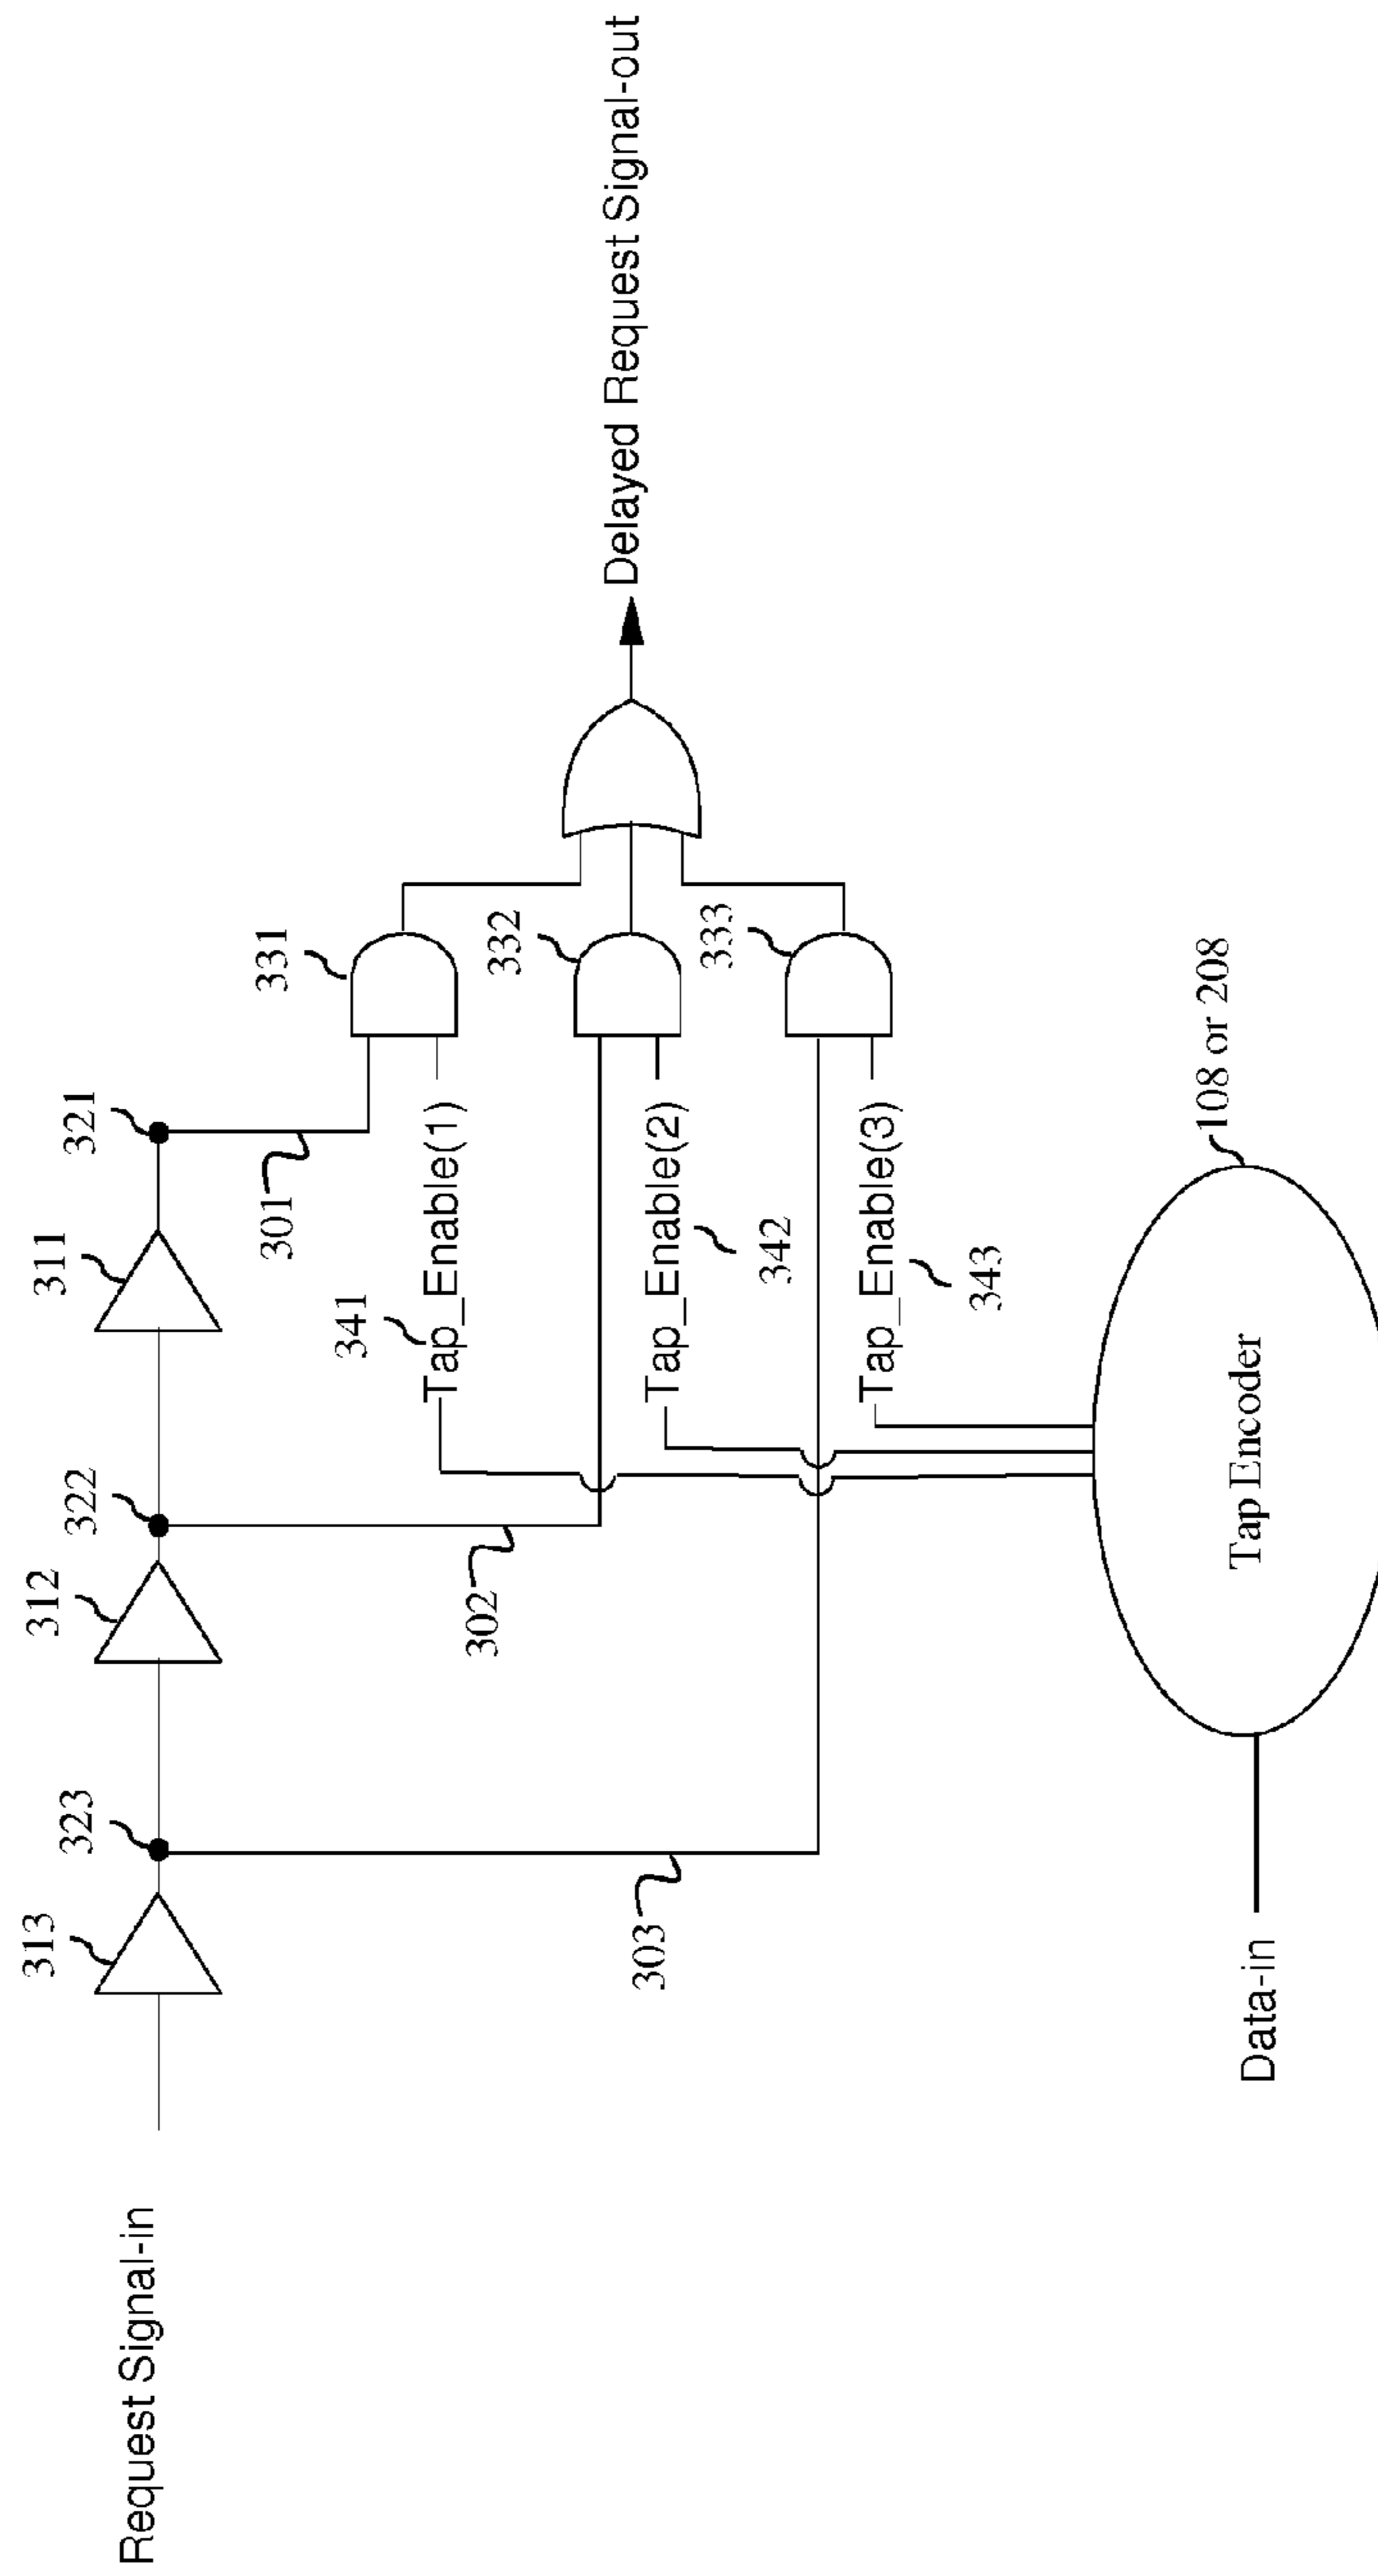 313
323
312
322
311
321
Request Signal-in
301
331
341
Tap_Enable(1)
302
332
Delayed Request Signal-out
Tap_Enable(2)
342
303
333
Tap_Enable(3)
343
108 or 208
Tap Encoder
Data-in